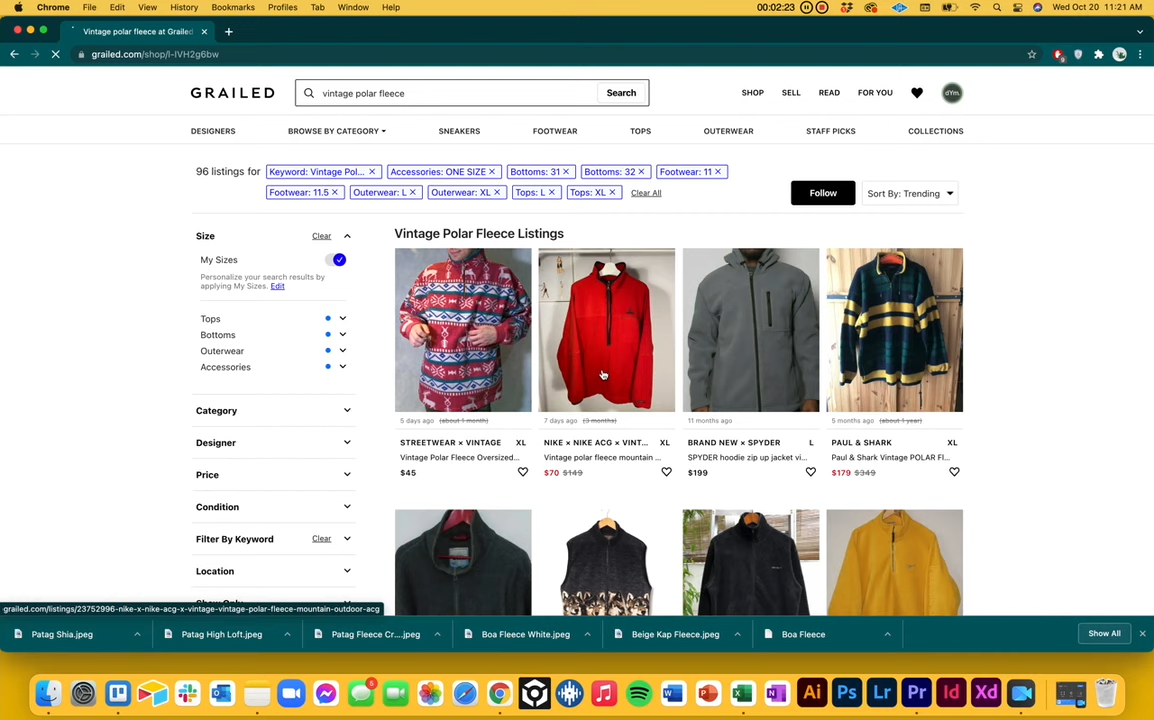 Chrome File Edit View History Bookmarks Profiles Tab Window Help 00:02:23 Wed Oct 20 11:21 AM
Vintage polar fleece at Grailed
grailed.com/shop/I-IVH2g6bw
GRAILED vintage polar fleece Search SHOP SELL READ FOR YOU dYm.
DESIGNERS BROWSE BY CATEGORY SNEAKERS FOOTWEAR TOPS OUTERWEAR STAFF PICKS COLLECTIONS
96 listings for Keyword: Vintage Pol... Accessories: ONE SIZE Bottoms: 31 Bottoms: 32 Footwear: 11
Footwear: 11.5 Outerwear: L Outerwear: XL Tops: L Tops: XL Clear All
Follow Sort By: Trending
Size Clear
My Sizes
Personalize your search results by
applying My Sizes. Edit
Tops
Bottoms
Outerwear
Accessories
Category
Designer
Price
Condition
Filter By Keyword Clear
Location
Vintage Polar Fleece Listings
5 days ago (about 1 month)
STREETWEAR × VINTAGE XL
Vintage Polar Fleece Oversized...
$45
7 days ago (3 months)
NIKE × NIKE ACG × VINT... XL
Vintage polar fleece mountain ...
$70 $149
11 months ago
BRAND NEW × SPYDER L
SPYDER hoodie zip up jacket vi...
$199
5 months ago (about 1 year)
PAUL & SHARK XL
Paul & Shark Vintage POLAR FL...
$179 $349
grailed.com/listings/23752996-nike-x-nike-acg-x-vintage-vintage-polar-fleece-mountain-outdoor-acg
Patag Shia.jpeg Patag High Loft.jpeg Patag Fleece Cr....jpeg Boa Fleece White.jpeg Beige Kap Fleece.jpeg Boa Fleece Show All
6
Ai Ps Lr Pr Id Xd